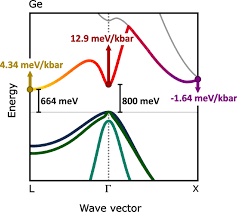 Ge
12.9 meV/kbar
4.34 meV/kbar
-1.64 meV/kbar
664 meV
800 meV
Energy
L
Γ
X
Wave vector